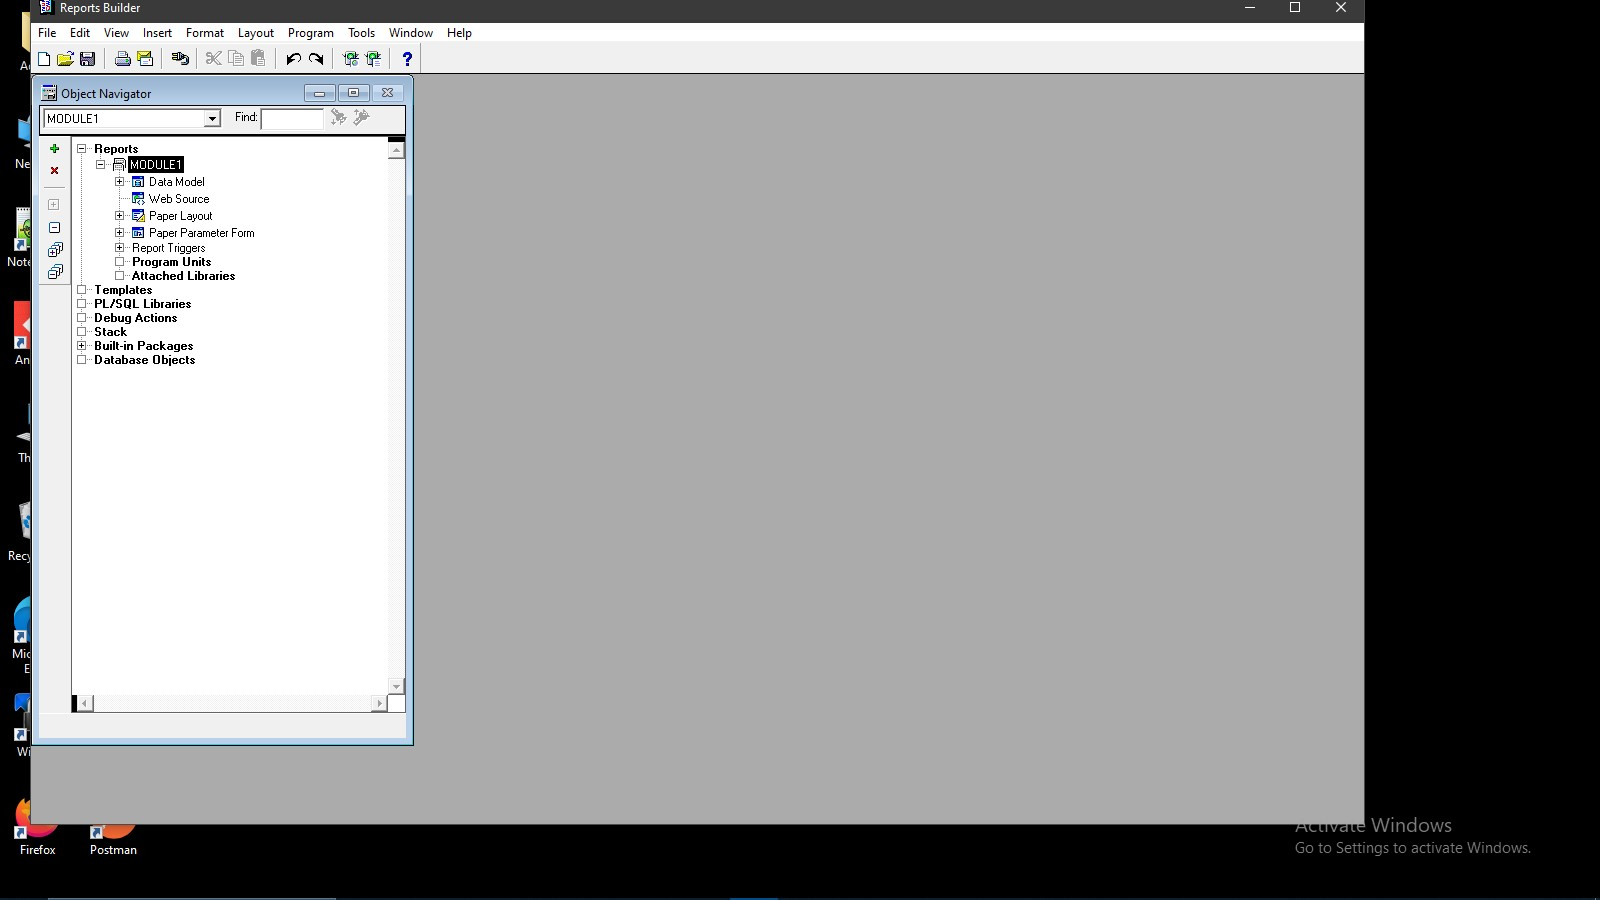 Reports Builder
File Edit View Insert Format Layout Program Tools Window Help
Object Navigator
MODULE1 Find:
Reports
MODULE1
Data Model
Web Source
Paper Layout
Paper Parameter Form
Report Triggers
Program Units
Attached Libraries
Templates
PL/SQL Libraries
Debug Actions
Stack
Built-in Packages
Database Objects
Ne
Note
An
Th
Recy
Mic
E
Wi
Firefox
Postman
Activate Windows
Go to Settings to activate Windows.